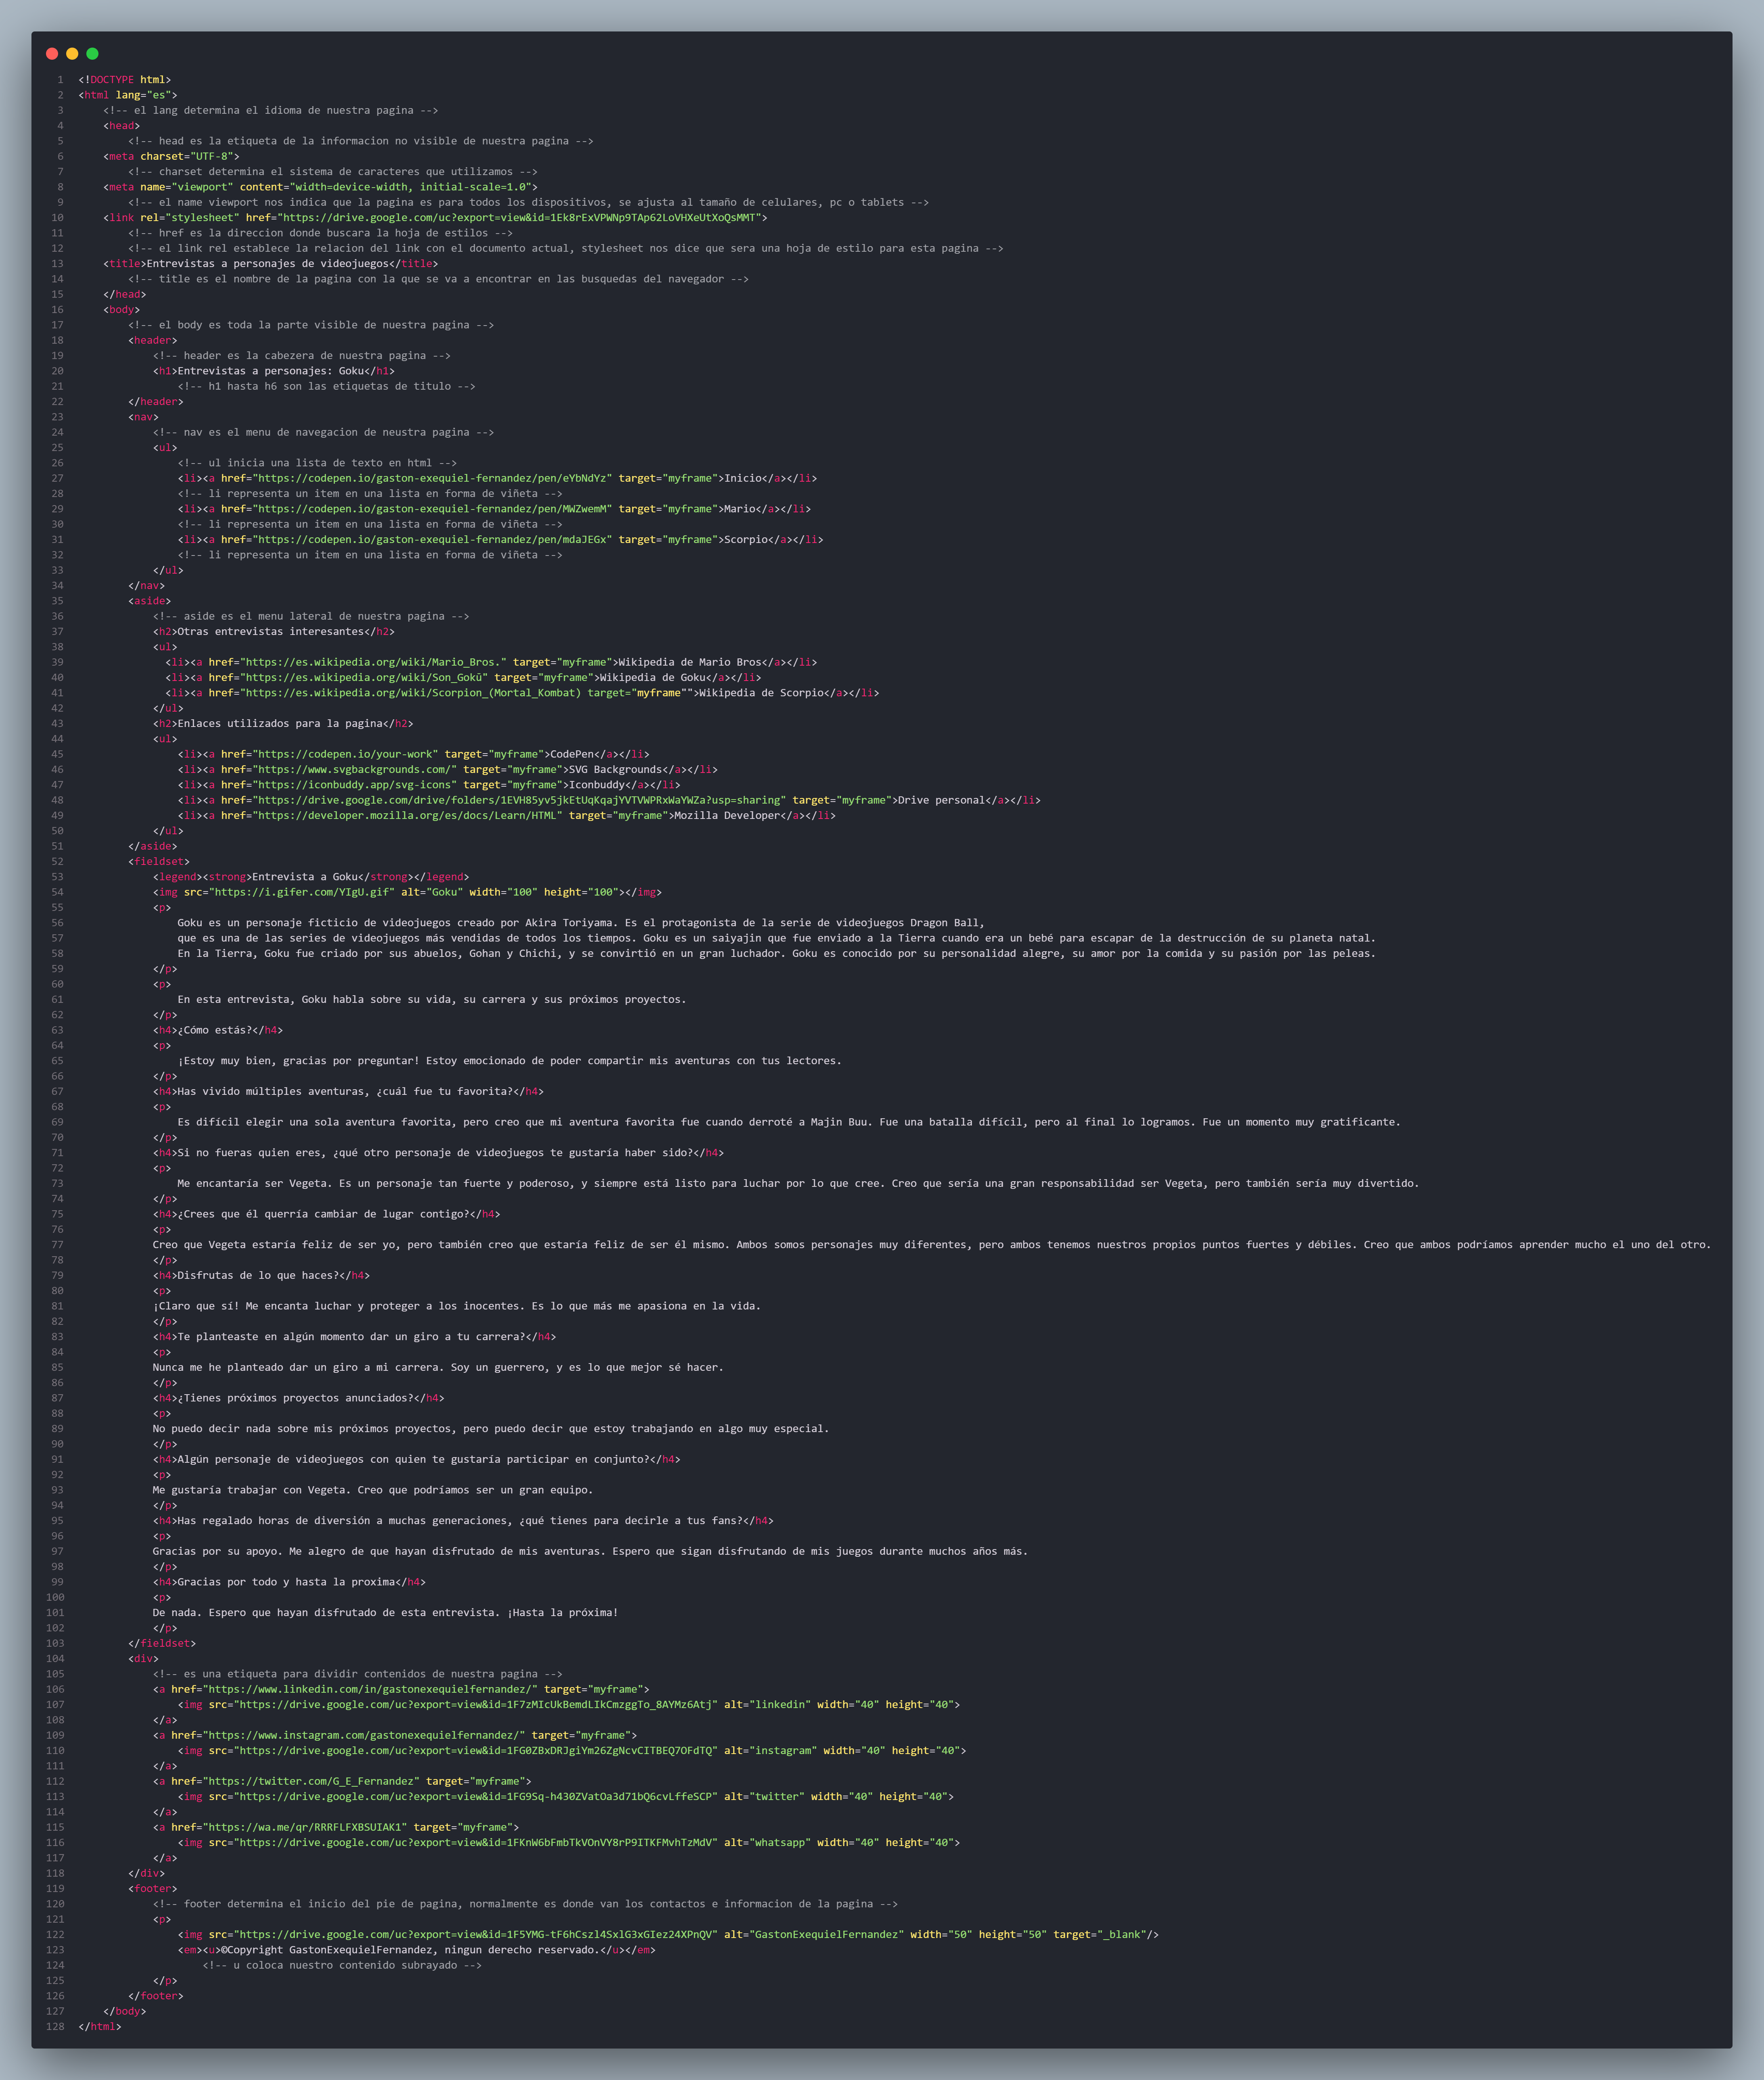 1 <!DOCTYPE html>
2 <html lang="es">
3 <!-- el lang determina el idioma de nuestra pagina -->
4 <head>
5 <!-- head es la etiqueta de la informacion no visible de nuestra pagina -->
6 <meta charset="UTF-8">
7 <!-- charset determina el sistema de caracteres que utilizamos -->
8 <meta name="viewport" content="width=device-width, initial-scale=1.0">
9 <!-- el name viewport nos indica que la pagina es para todos los dispositivos, se ajusta al tamaño de celulares, pc o tablets -->
10 <link rel="stylesheet" href="https://drive.google.com/uc?export=view&id=1Ek8rExVPWNp9TAp62LoVHXeUtXoQsMMT">
11 <!-- href es la direccion donde buscara la hoja de estilos -->
12 <!-- el link rel establece la relacion del link con el documento actual, stylesheet nos dice que sera una hoja de estilo para esta pagina -->
13 <title>Entrevistas a personajes de videojuegos</title>
14 <!-- title es el nombre de la pagina con la que se va a encontrar en las busquedas del navegador -->
15 </head>
16 <body>
17 <!-- el body es toda la parte visible de nuestra pagina -->
18 <header>
19 <!-- header es la cabezera de nuestra pagina -->
20 <h1>Entrevistas a personajes: Goku</h1>
21 <!-- h1 hasta h6 son las etiquetas de titulo -->
22 </header>
23 <nav>
24 <!-- nav es el menu de navegacion de neustra pagina -->
25 <ul>
26 <!-- ul inicia una lista de texto en html -->
27 <li><a href="https://codepen.io/gaston-exequiel-fernandez/pen/eYbNdYz" target="myframe">Inicio</a></li>
28 <!-- li representa un item en una lista en forma de viñeta -->
29 <li><a href="https://codepen.io/gaston-exequiel-fernandez/pen/MWZwemM" target="myframe">Mario</a></li>
30 <!-- li representa un item en una lista en forma de viñeta -->
31 <li><a href="https://codepen.io/gaston-exequiel-fernandez/pen/mdaJEGx" target="myframe">Scorpio</a></li>
32 <!-- li representa un item en una lista en forma de viñeta -->
33 </ul>
34 </nav>
35 <aside>
36 <!-- aside es el menu lateral de nuestra pagina -->
37 <h2>Otras entrevistas interesantes</h2>
38 <ul>
39 <li><a href="https://es.wikipedia.org/wiki/Mario_Bros." target="myframe">Wikipedia de Mario Bros</a></li>
40 <li><a href="https://es.wikipedia.org/wiki/Son_Gokū" target="myframe">Wikipedia de Goku</a></li>
41 <li><a href="https://es.wikipedia.org/wiki/Scorpion_(Mortal_Kombat) target="myframe"">Wikipedia de Scorpio</a></li>
42 </ul>
43 <h2>Enlaces utilizados para la pagina</h2>
44 <ul>
45 <li><a href="https://codepen.io/your-work" target="myframe">CodePen</a></li>
46 <li><a href="https://www.svgbackgrounds.com/" target="myframe">SVG Backgrounds</a></li>
47 <li><a href="https://iconbuddy.app/svg-icons" target="myframe">Iconbuddy</a></li>
48 <li><a href="https://drive.google.com/drive/folders/1EVH85yv5jkEtUqKqajYVTVWPRxWaYWZa?usp=sharing" target="myframe">Drive personal</a></li>
49 <li><a href="https://developer.mozilla.org/es/docs/Learn/HTML" target="myframe">Mozilla Developer</a></li>
50 </ul>
51 </aside>
52 <fieldset>
53 <legend><strong>Entrevista a Goku</strong></legend>
54 <img src="https://i.gifer.com/YIgU.gif" alt="Goku" width="100" height="100"></img>
55 <p>
56 Goku es un personaje ficticio de videojuegos creado por Akira Toriyama. Es el protagonista de la serie de videojuegos Dragon Ball,
57 que es una de las series de videojuegos más vendidas de todos los tiempos. Goku es un saiyajin que fue enviado a la Tierra cuando era un bebé para escapar de la destrucción de su planeta natal.
58 En la Tierra, Goku fue criado por sus abuelos, Gohan y Chichi, y se convirtió en un gran luchador. Goku es conocido por su personalidad alegre, su amor por la comida y su pasión por las peleas.
59 </p>
60 <p>
61 En esta entrevista, Goku habla sobre su vida, su carrera y sus próximos proyectos.
62 </p>
63 <h4>¿Cómo estás?</h4>
64 <p>
65 ¡Estoy muy bien, gracias por preguntar! Estoy emocionado de poder compartir mis aventuras con tus lectores.
66 </p>
67 <h4>Has vivido múltiples aventuras, ¿cuál fue tu favorita?</h4>
68 <p>
69 Es difícil elegir una sola aventura favorita, pero creo que mi aventura favorita fue cuando derroté a Majin Buu. Fue una batalla difícil, pero al final lo logramos. Fue un momento muy gratificante.
70 </p>
71 <h4>Si no fueras quien eres, ¿qué otro personaje de videojuegos te gustaría haber sido?</h4>
72 <p>
73 Me encantaría ser Vegeta. Es un personaje tan fuerte y poderoso, y siempre está listo para luchar por lo que cree. Creo que sería una gran responsabilidad ser Vegeta, pero también sería muy divertido.
74 </p>
75 <h4>¿Crees que él querría cambiar de lugar contigo?</h4>
76 <p>
77 Creo que Vegeta estaría feliz de ser yo, pero también creo que estaría feliz de ser él mismo. Ambos somos personajes muy diferentes, pero ambos tenemos nuestros propios puntos fuertes y débiles. Creo que ambos podríamos aprender mucho el uno del otro.
78 </p>
79 <h4>Disfrutas de lo que haces?</h4>
80 <p>
81 ¡Claro que sí! Me encanta luchar y proteger a los inocentes. Es lo que más me apasiona en la vida.
82 </p>
83 <h4>Te planteaste en algún momento dar un giro a tu carrera?</h4>
84 <p>
85 Nunca me he planteado dar un giro a mi carrera. Soy un guerrero, y es lo que mejor sé hacer.
86 </p>
87 <h4>¿Tienes próximos proyectos anunciados?</h4>
88 <p>
89 No puedo decir nada sobre mis próximos proyectos, pero puedo decir que estoy trabajando en algo muy especial.
90 </p>
91 <h4>Algún personaje de videojuegos con quien te gustaría participar en conjunto?</h4>
92 <p>
93 Me gustaría trabajar con Vegeta. Creo que podríamos ser un gran equipo.
94 </p>
95 <h4>Has regalado horas de diversión a muchas generaciones, ¿qué tienes para decirle a tus fans?</h4>
96 <p>
97 Gracias por su apoyo. Me alegro de que hayan disfrutado de mis aventuras. Espero que sigan disfrutando de mis juegos durante muchos años más.
98 </p>
99 <h4>Gracias por todo y hasta la proxima</h4>
100 <p>
101 De nada. Espero que hayan disfrutado de esta entrevista. ¡Hasta la próxima!
102 </p>
103 </fieldset>
104 <div>
105 <!-- es una etiqueta para dividir contenidos de nuestra pagina -->
106 <a href="https://www.linkedin.com/in/gastonexequielfernandez/" target="myframe">
107 <img src="https://drive.google.com/uc?export=view&id=1F7zMIcUkBemdLIkCmzggTo_8AYMz6Atj" alt="linkedin" width="40" height="40">
108 </a>
109 <a href="https://www.instagram.com/gastonexequielfernandez/" target="myframe">
110 <img src="https://drive.google.com/uc?export=view&id=1FG0ZBxDRJgiYm26ZgNcvCITBEQ7OFdTQ" alt="instagram" width="40" height="40">
111 </a>
112 <a href="https://twitter.com/G_E_Fernandez" target="myframe">
113 <img src="https://drive.google.com/uc?export=view&id=1FG9Sq-h430ZVatOa3d71bQ6cvLffeSCP" alt="twitter" width="40" height="40">
114 </a>
115 <a href="https://wa.me/qr/RRRFLFXBSUIAK1" target="myframe">
116 <img src="https://drive.google.com/uc?export=view&id=1FKnW6bFmbTkVOnVY8rP9ITKFMvhTzMdV" alt="whatsapp" width="40" height="40">
117 </a>
118 </div>
119 <footer>
120 <!-- footer determina el inicio del pie de pagina, normalmente es donde van los contactos e informacion de la pagina -->
121 <p>
122 <img src="https://drive.google.com/uc?export=view&id=1F5YMG-tF6hCszl4SxlG3xGIez24XPnQV" alt="GastonExequielFernandez" width="50" height="50" target="_blank"/>
123 <em><u>©Copyright GastonExequielFernandez, ningun derecho reservado.</u></em>
124 <!-- u coloca nuestro contenido subrayado -->
125 </p>
126 </footer>
127 </body>
128 </html>